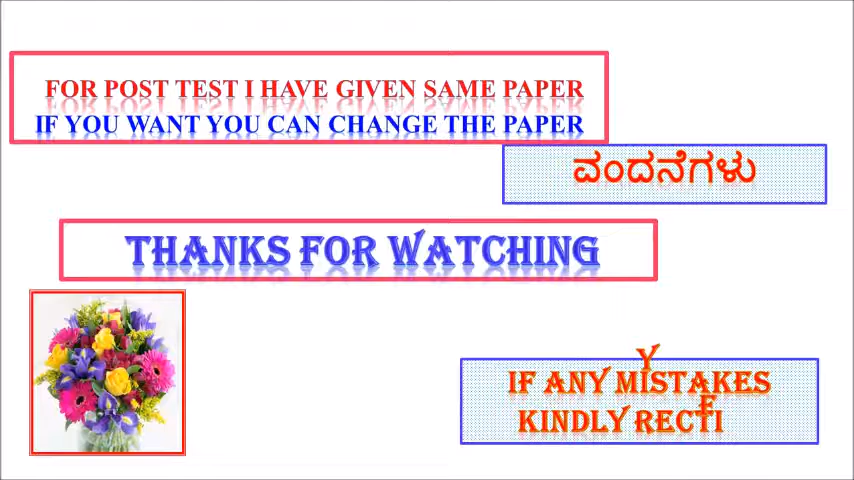 FOR POST TEST I HAVE GIVEN SAME PAPER
IF YOU WANT YOU CAN CHANGE THE PAPER
ವಂದನೆಗಳು
THANKS FOR WATCHING
IF ANY MISTAKES
KINDLY RECTI